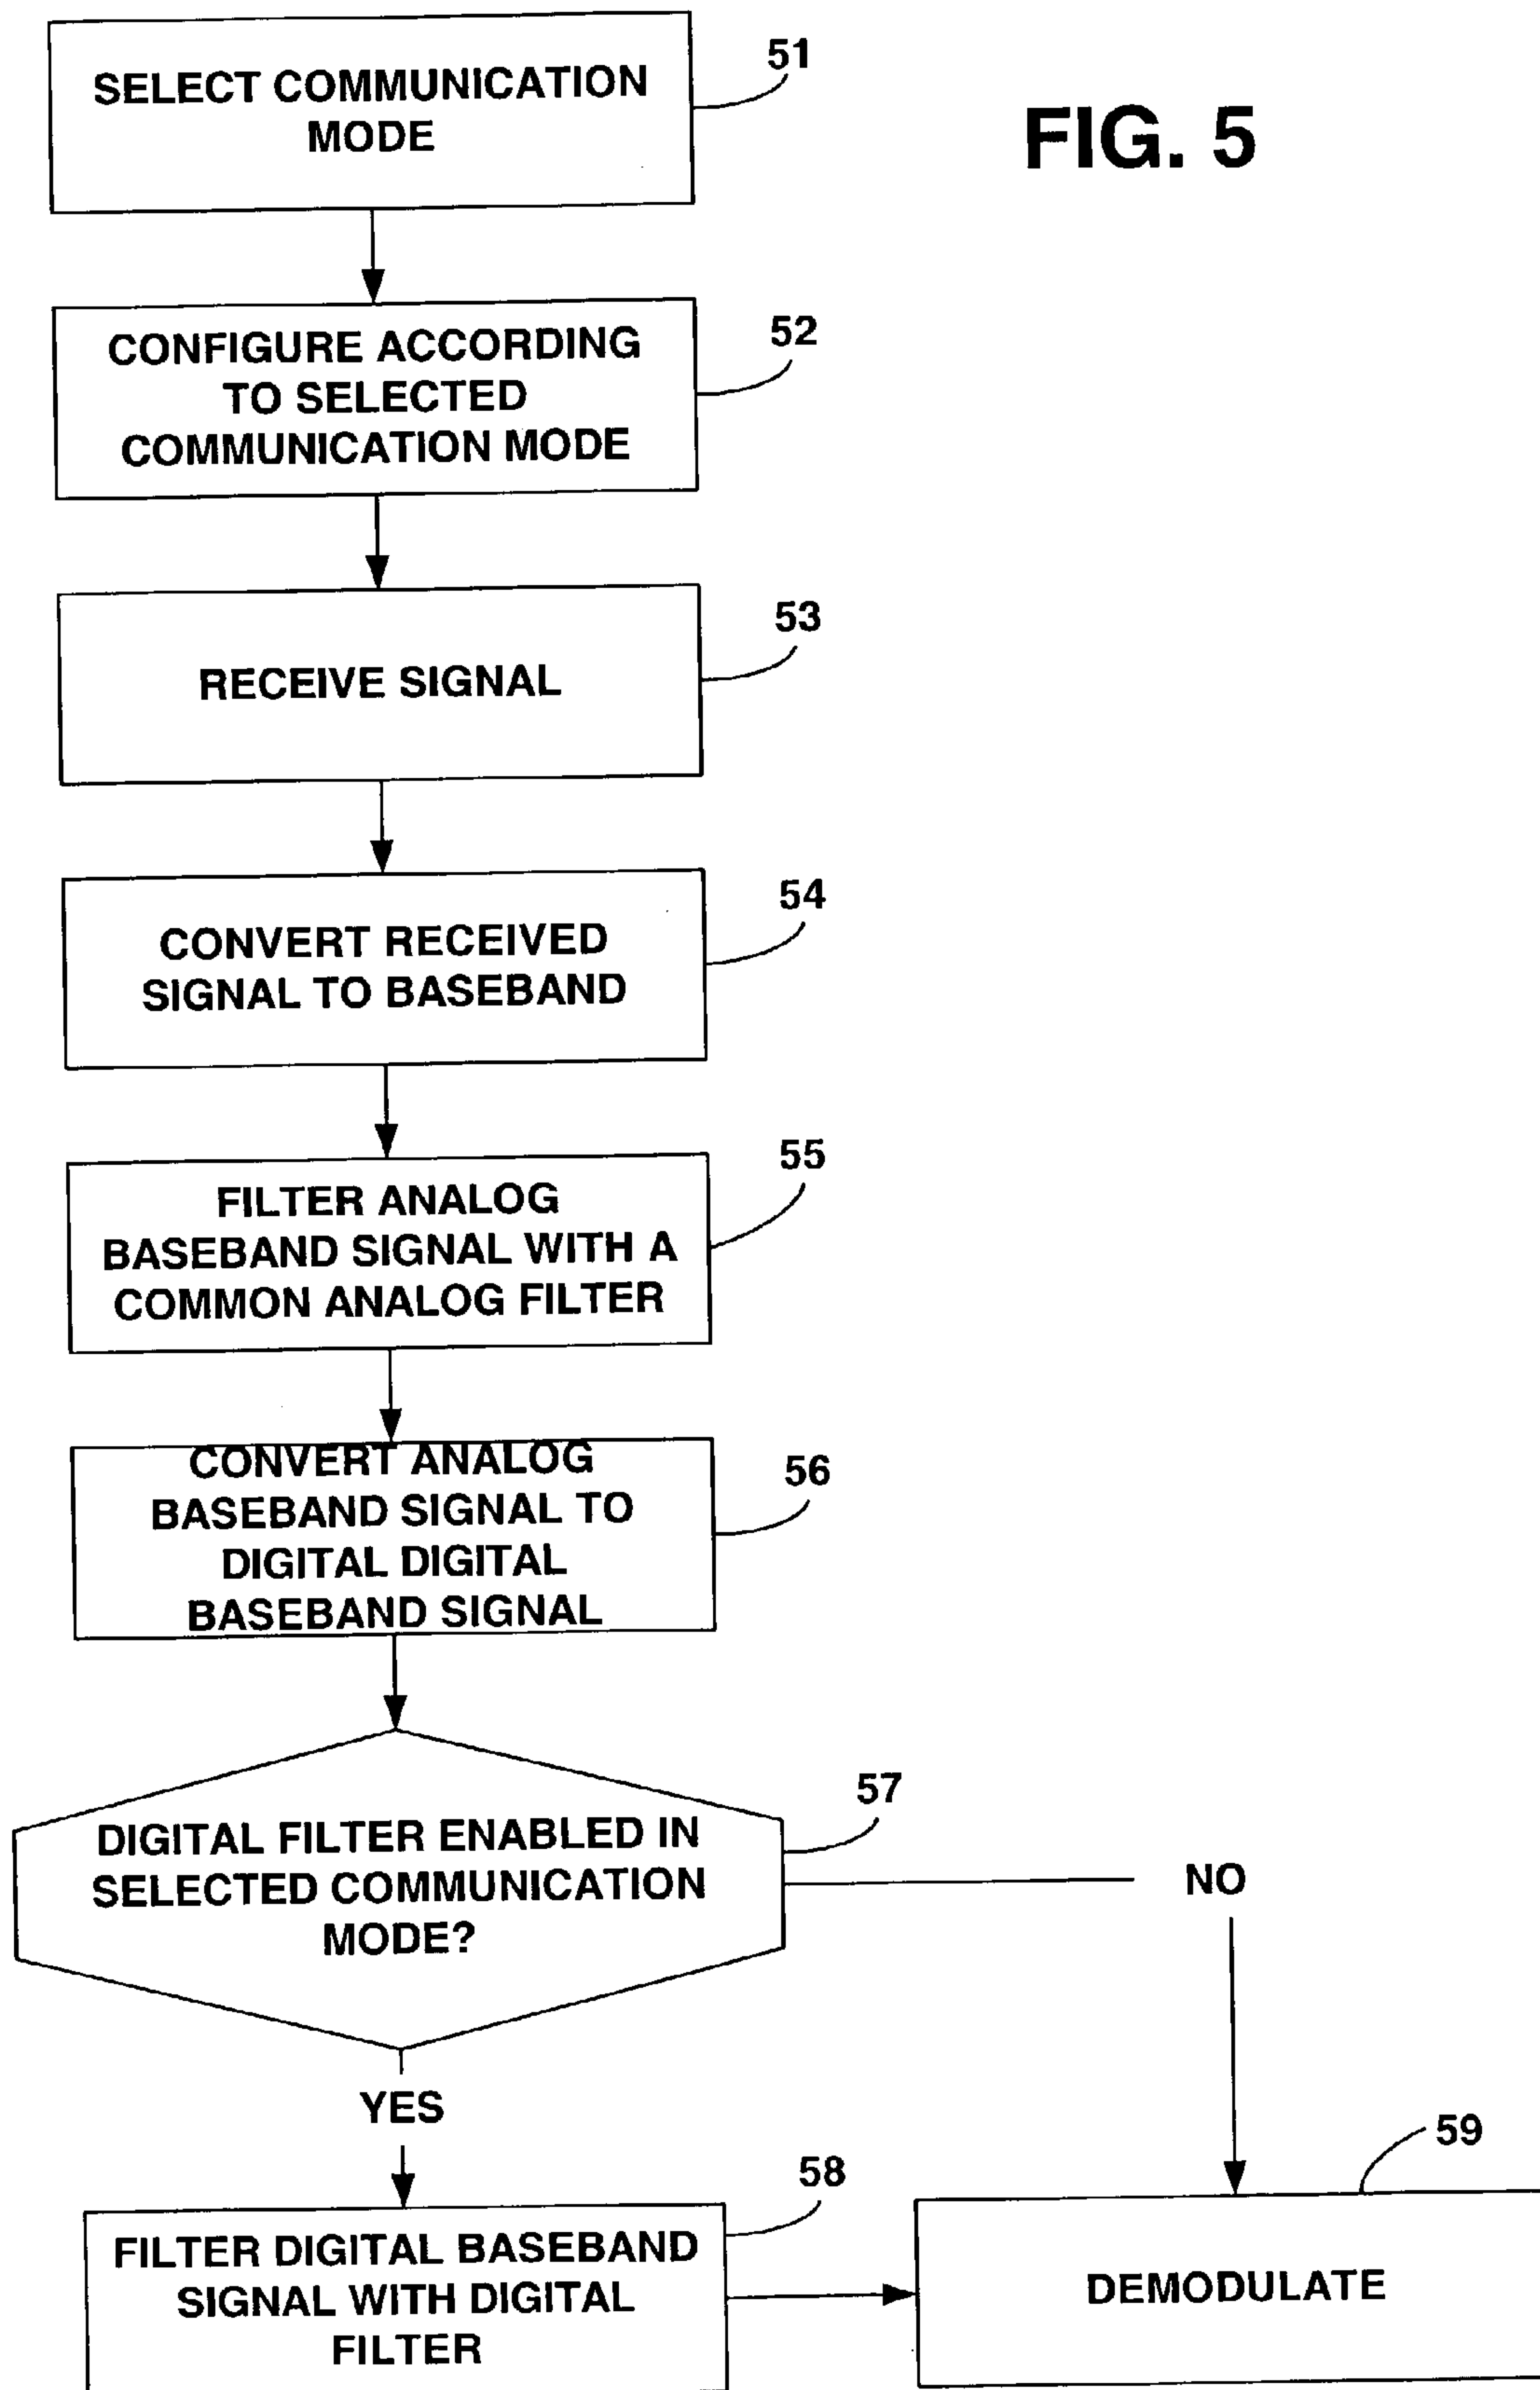 SELECT COMMUNICATION
MODE
51
FIG. 5
CONFIGURE ACCORDING
TO SELECTED
COMMUNICATION MODE
52
RECEIVE SIGNAL
53
CONVERT RECEIVED
SIGNAL TO BASEBAND
54
FILTER ANALOG
BASEBAND SIGNAL WITH A
COMMON ANALOG FILTER
55
CONVERT ANALOG
BASEBAND SIGNAL TO
DIGITAL DIGITAL
BASEBAND SIGNAL
56
DIGITAL FILTER ENABLED IN
SELECTED COMMUNICATION
MODE?
57
NO
YES
FILTER DIGITAL BASEBAND
SIGNAL WITH DIGITAL
FILTER
58
DEMODULATE
59